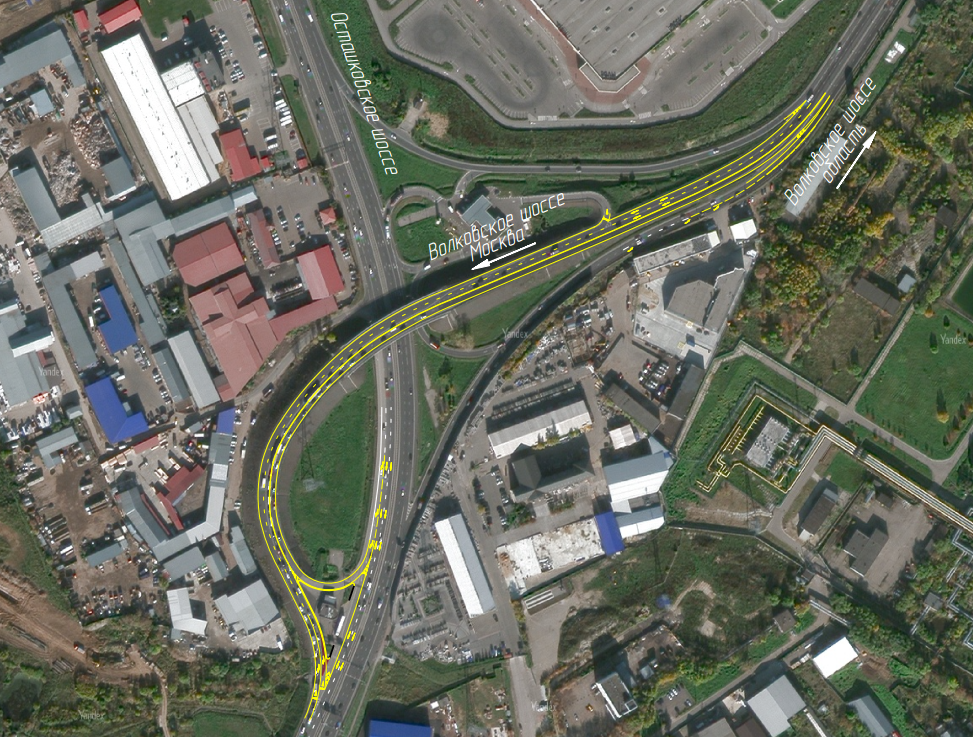 Осташковское шоссе
Волковское шоссе
Область
Волковское шоссе
Москва
Yandex
Yandex
Yandex
Yandex
Yandex